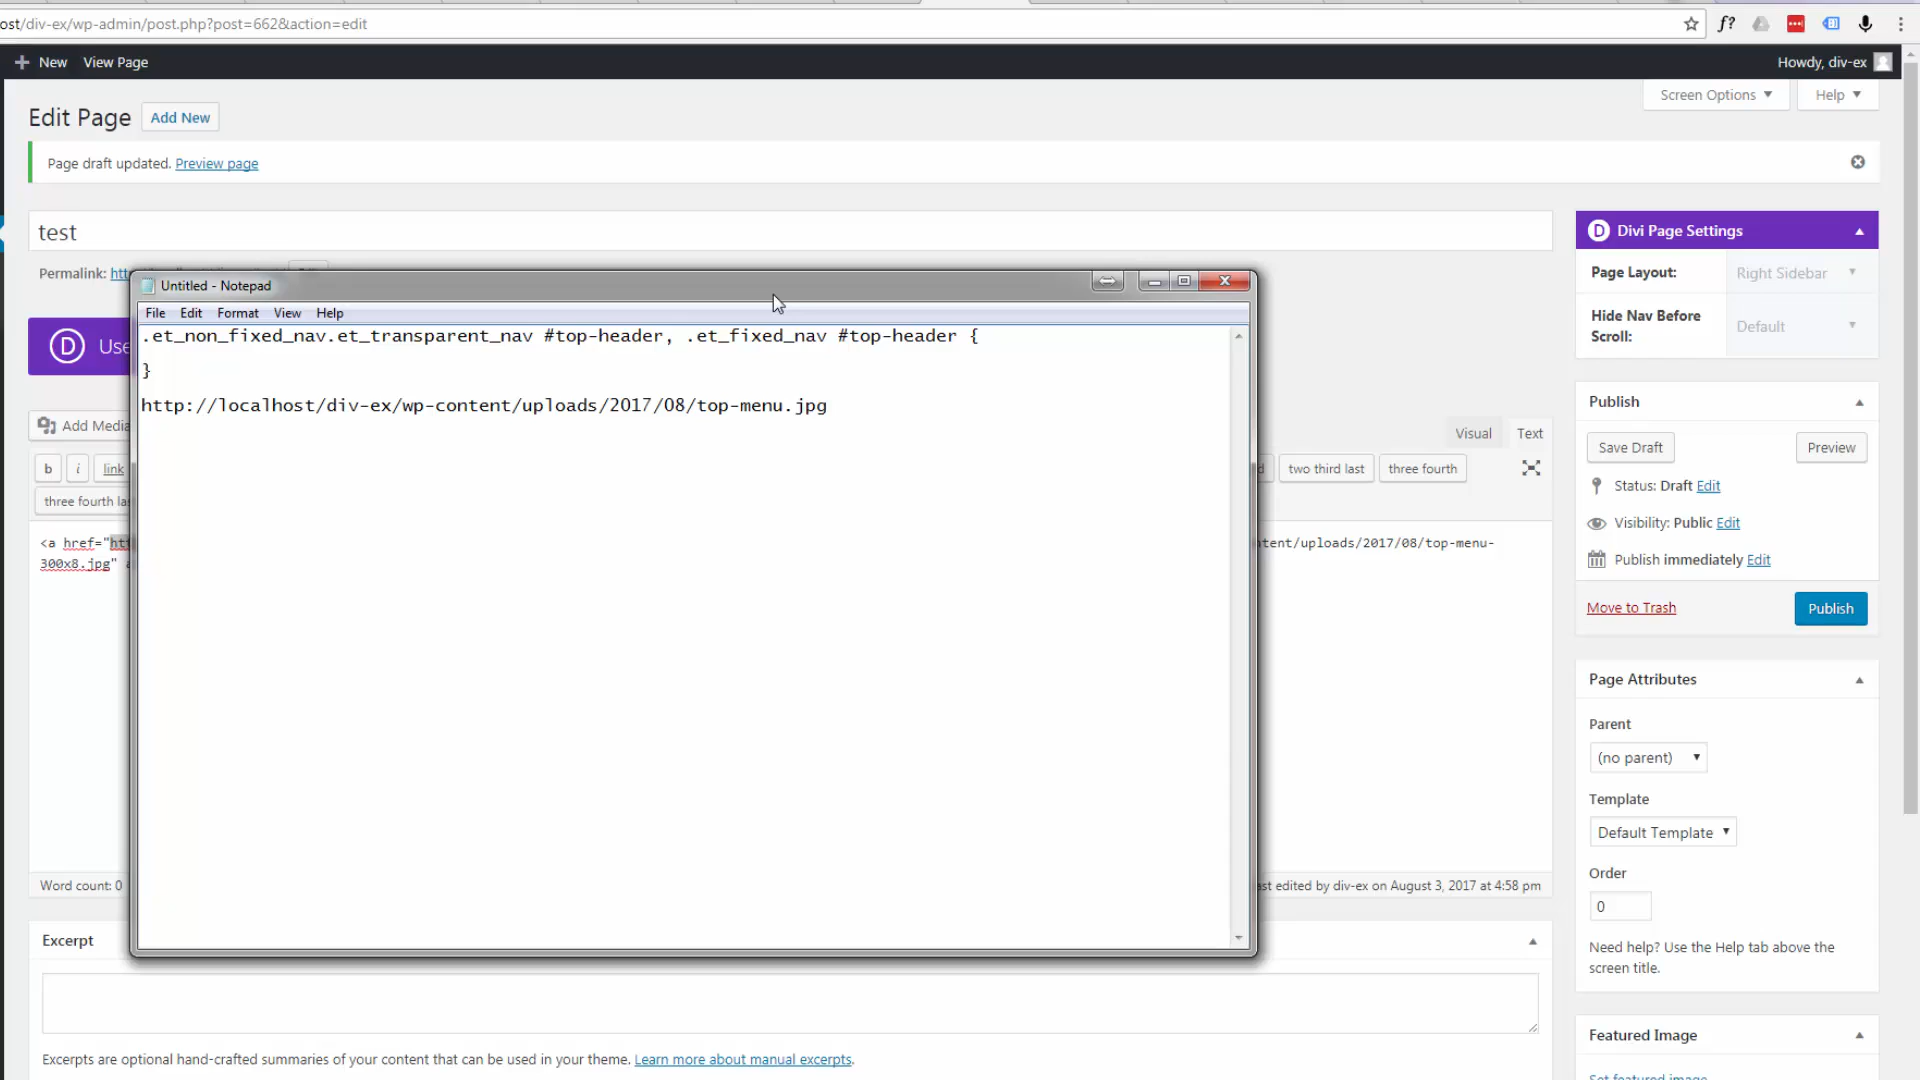 ost/div-ex/wp-admin/post.php?post=662&action=edit
f?
New View Page
Howdy, div-ex
Screen Options Help
Edit Page Add New
Page draft updated. Preview page
test
Permalink: htt
Untitled - Notepad
File Edit Format View Help
.et_non_fixed_nav.et_transparent_nav #top-header, .et_fixed_nav #top-header {
}
http://localhost/div-ex/wp-content/uploads/2017/08/top-menu.jpg
D Use
Add Media
Visual Text
b i link
d two third last three fourth
three fourth las
<a href="htt
tent/uploads/2017/08/top-menu-
300x8.jpg" a
Word count: 0
ast edited by div-ex on August 3, 2017 at 4:58 pm
Excerpt
Excerpts are optional hand-crafted summaries of your content that can be used in your theme. Learn more about manual excerpts.
D Divi Page Settings
Page Layout: Right Sidebar
Hide Nav Before
Scroll:
Default
Publish
Save Draft Preview
Status: Draft Edit
Visibility: Public Edit
Publish immediately Edit
Move to Trash Publish
Page Attributes
Parent
(no parent)
Template
Default Template
Order
0
Need help? Use the Help tab above the
screen title.
Featured Image
Set featured image